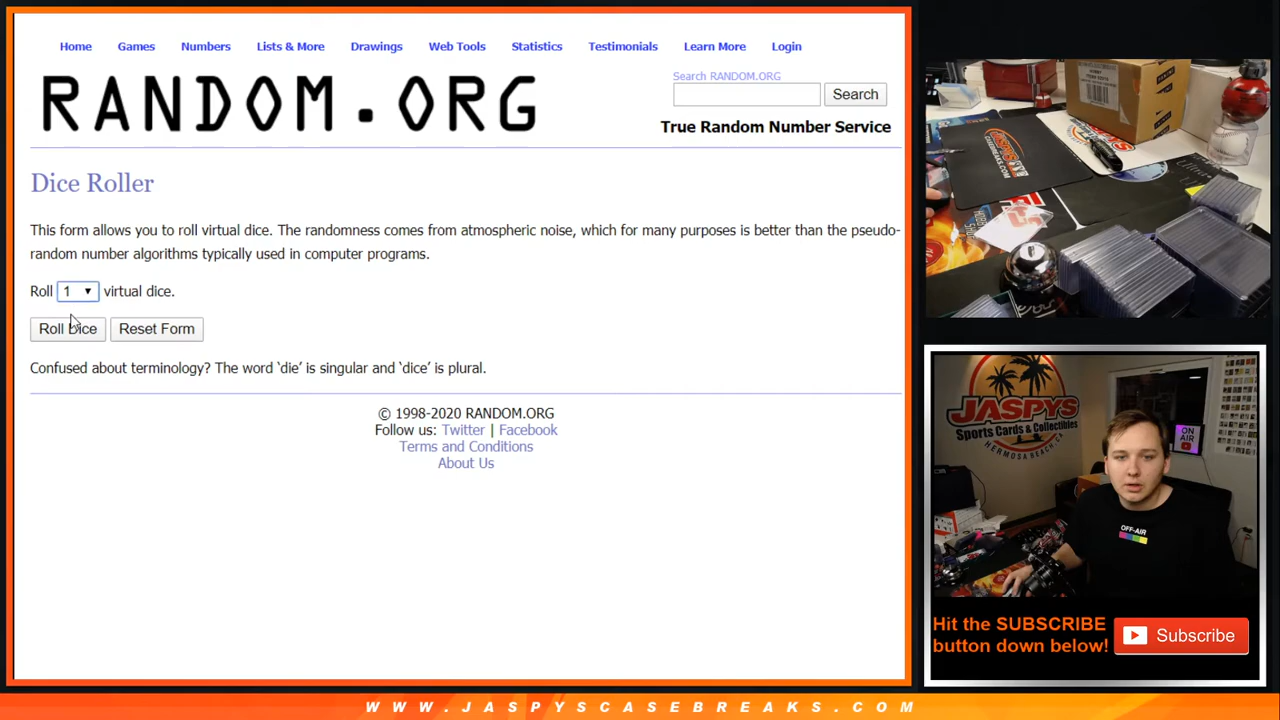 Home Games Numbers Lists & More Drawings Web Tools Statistics Testimonials Learn More Login
RANDOM.ORG
Search RANDOM.ORG
Search
True Random Number Service
Dice Roller
This form allows you to roll virtual dice. The randomness comes from atmospheric noise, which for many purposes is better than the pseudo-
random number algorithms typically used in computer programs.
Roll 1 virtual dice.
Roll Dice Reset Form
Confused about terminology? The word ‘die’ is singular and ‘dice’ is plural.
© 1998-2020 RANDOM.ORG
Follow us: Twitter | Facebook
Terms and Conditions
About Us
JASPYS
Sports Cards & Collectibles
HERMOSA BEACH, CA
ON
AIR
OFF-AIR
Hit the SUBSCRIBE
button down below!
Subscribe
WWW.JASPYSCASEBREAKS.COM